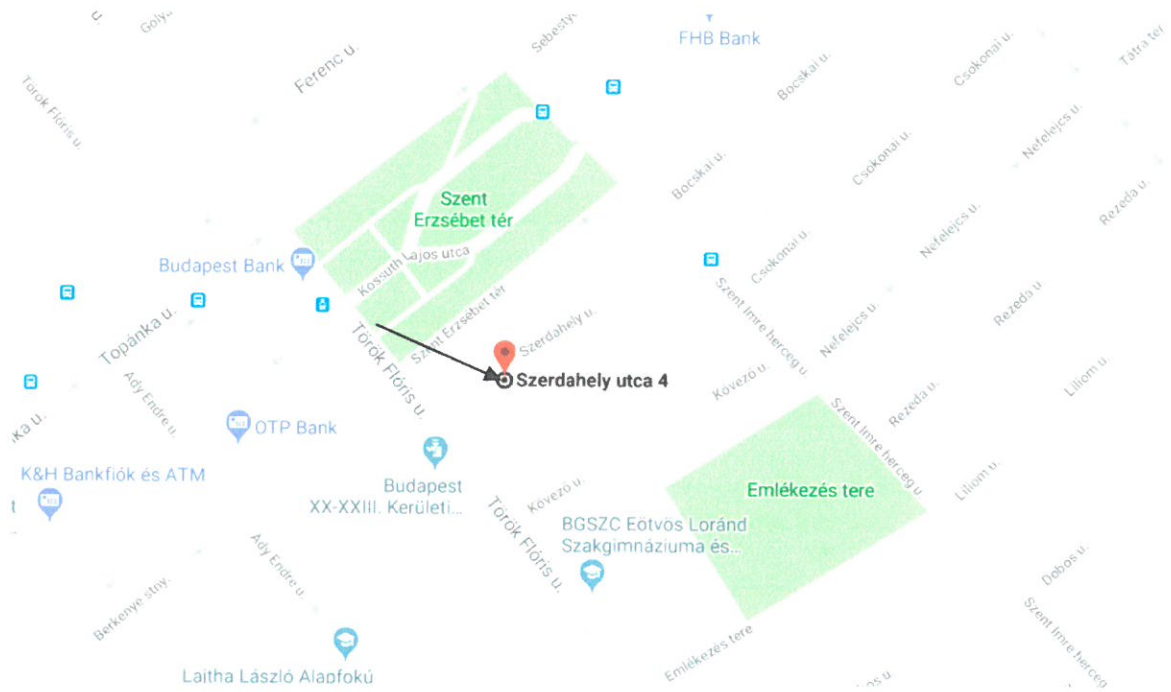 Ferenc u.
FHB Bank
Bocskai u.
Csokonai u.
Tátra tér
Török Flóris u.
Nefelejcs u.
Csokonai u.
Bocskai u.
Rezeda u.
Szent
Erzsébet tér
Nefelejcs u.
Kossuth Lajos utca
Budapest Bank
Csokonai u.
Szent Imre herceg u.
Rezeda u
Szent Erzsébet tér
Szerdahely u.
Nefelejcs u.
Topánka u.
Török Flóris u.
Szerdahely utca 4
Kövező u.
Liliom u.
Ady Endre u.
Rezeda u.
Szent Imre herceg u
OTP Bank
K&H Bankfiók és ATM
Budapest
XX-XXIII. Kerületi...
Kövező u.
Emlékezés tere
Liliom u.
Török Flóris u.
BGSZC Eötvös Loránd
Szakgimnáziuma és...
Ady Endre u.
Dobos u.
Berkenye stny.
Szent Imre herceg
Emlékezés tere
Lajtha László Alapfokú